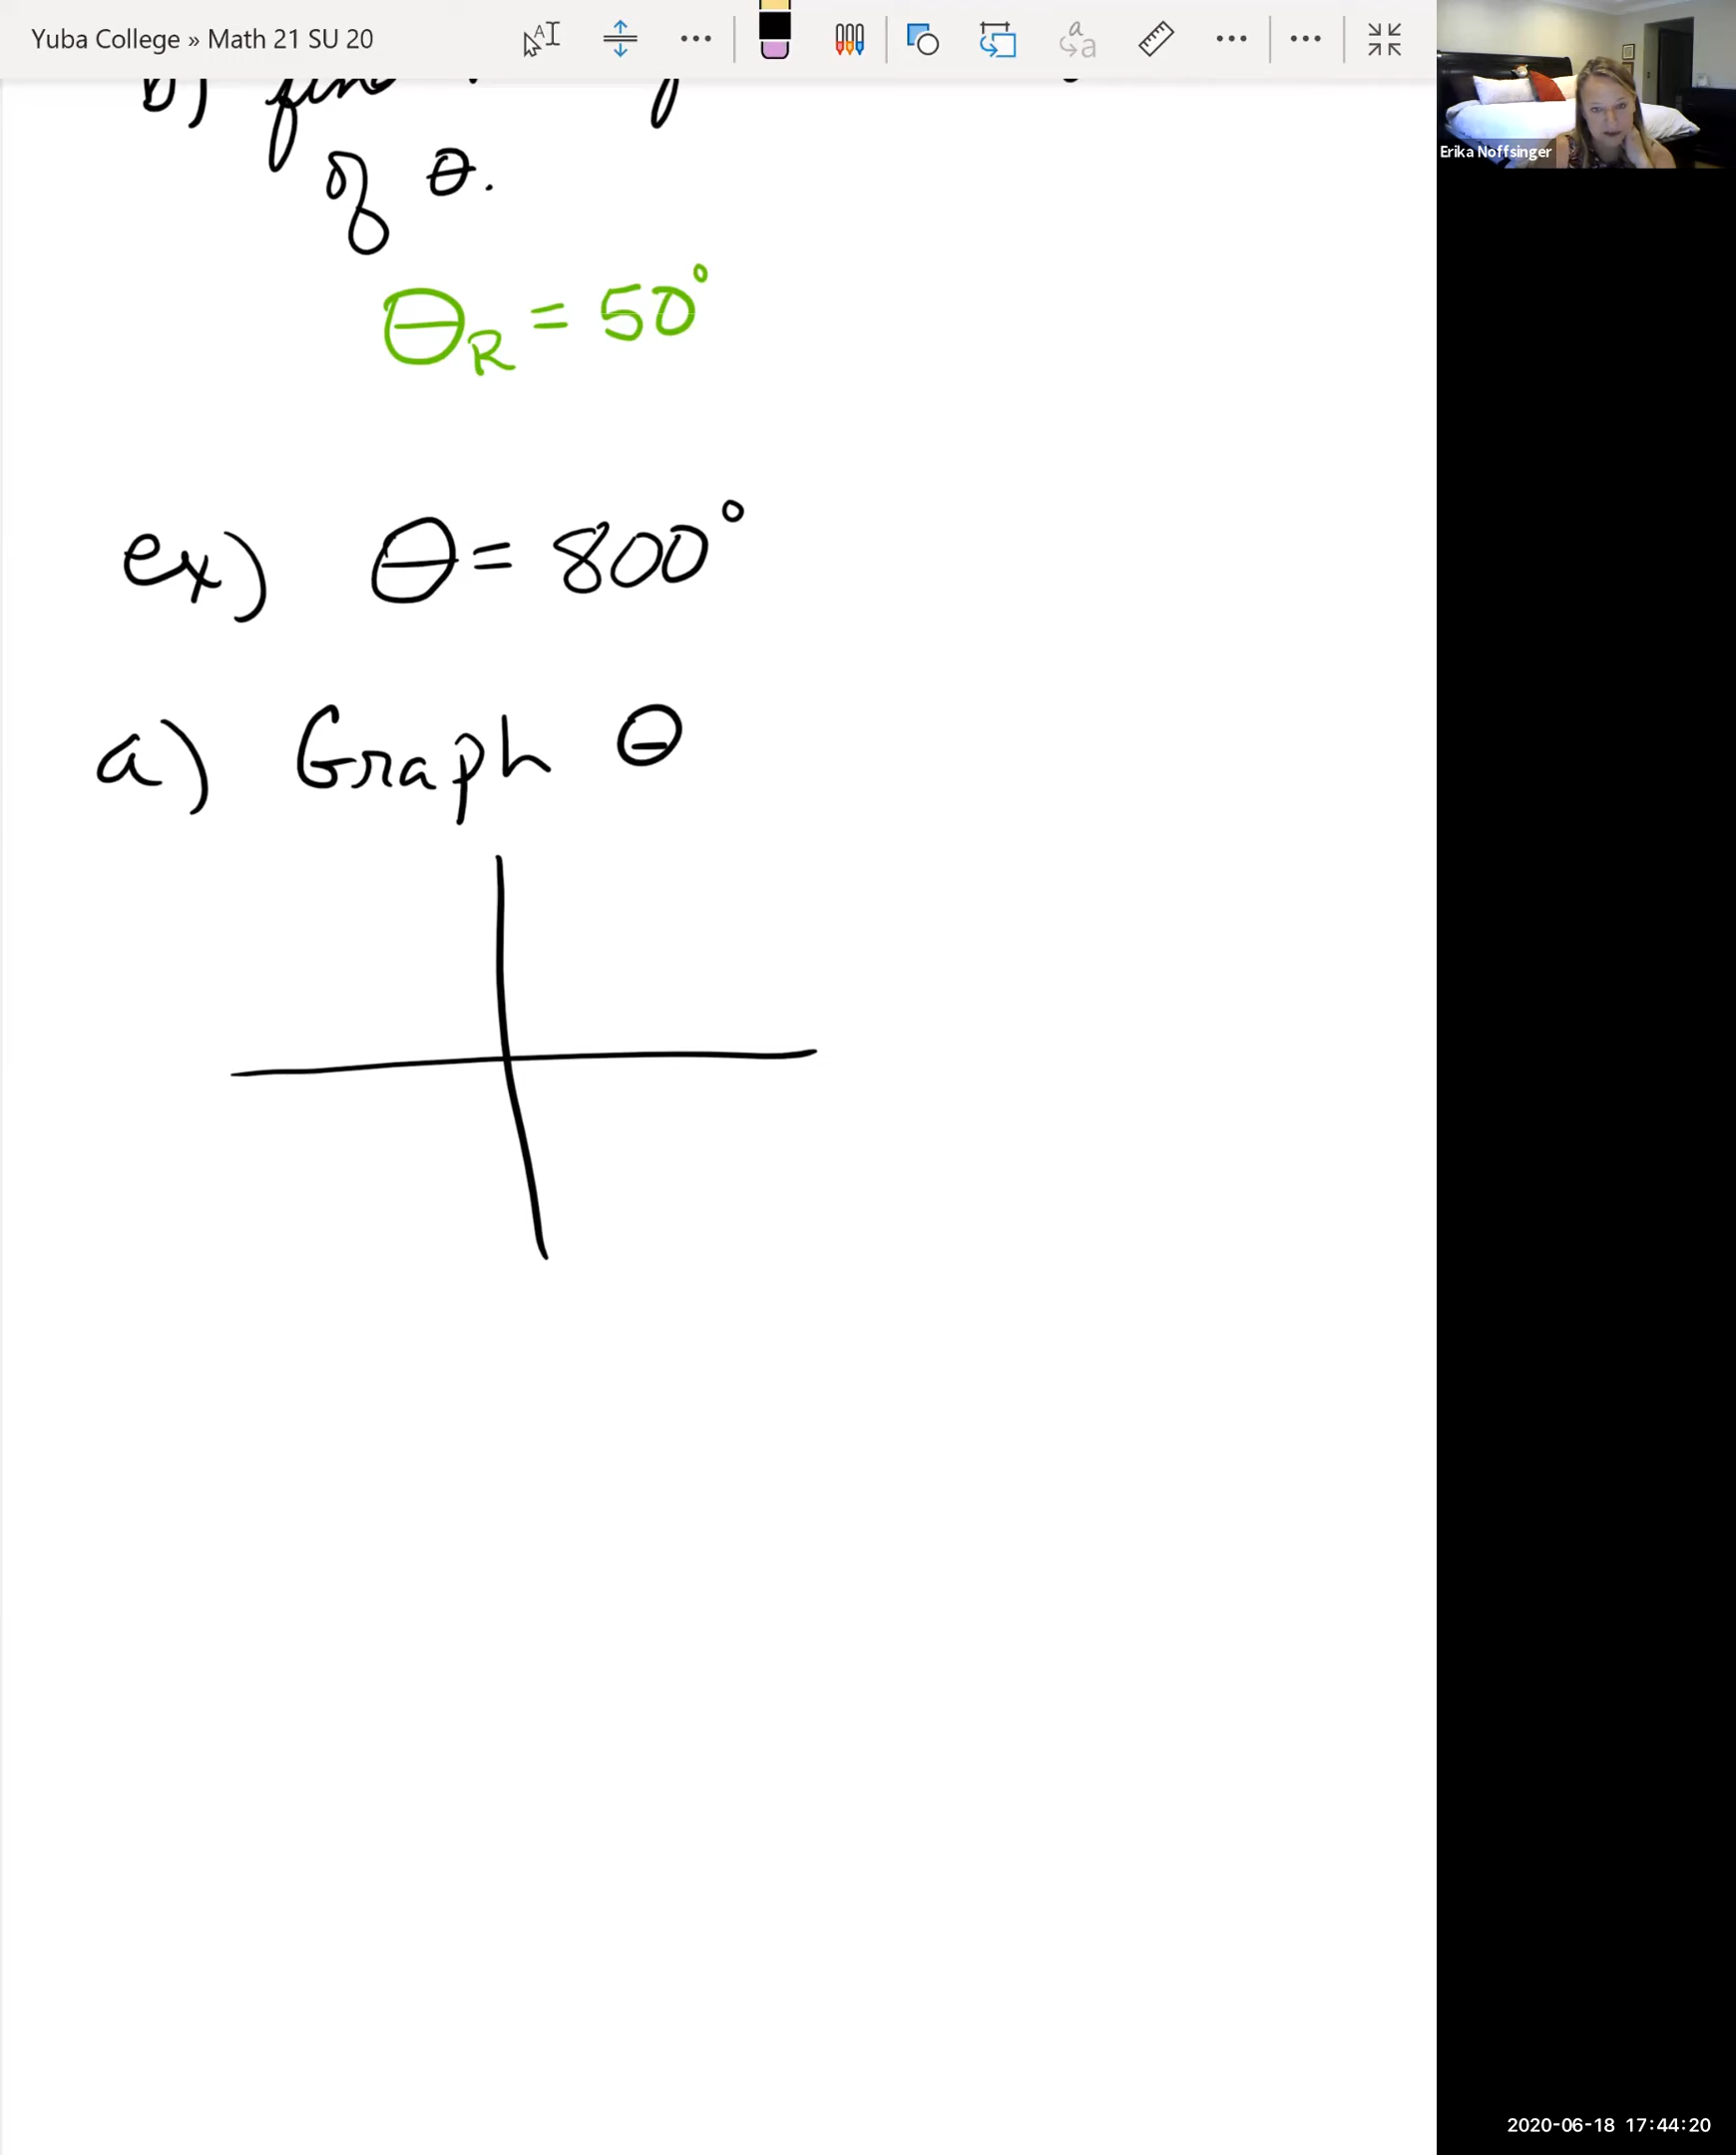 Yuba College » Math 21 SU 20
Erika Noffsinger
b)
of θ.
θR = 50°
ex) θ = 800°
a) Graph θ
2020-06-18 17:44:20